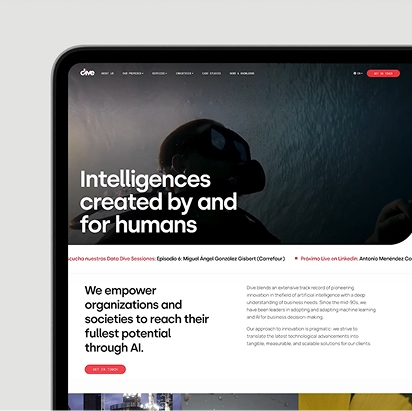 dive ABOUT US OUR PROCESS SERVICES INDUSTRIES CASE STUDIES NEWS & KNOWLEDGE EN GET IN TOUCH
Intelligences
created by and
for humans
scucha nuestras Data Dive Sessiones: Episodio 6: Miguel Ángel González Gisbert (Carrefour) Próximo Live on LinkedIn: Antonio Menéndez Co
We empower
organizations and
societies to reach their
fullest potential
through AI.
GET IN TOUCH
Dive blends an extensive track record of pioneering
innovation in the field of artificial intelligence with a deep
understanding of business needs. Since the mid-90s, we
have been leaders in adopting and adapting machine learning
and AI for business decision making.
Our approach to innovation is pragmatic: we strive to
translate the latest technological advancements into
tangible, measurable, and scalable solutions for our clients.